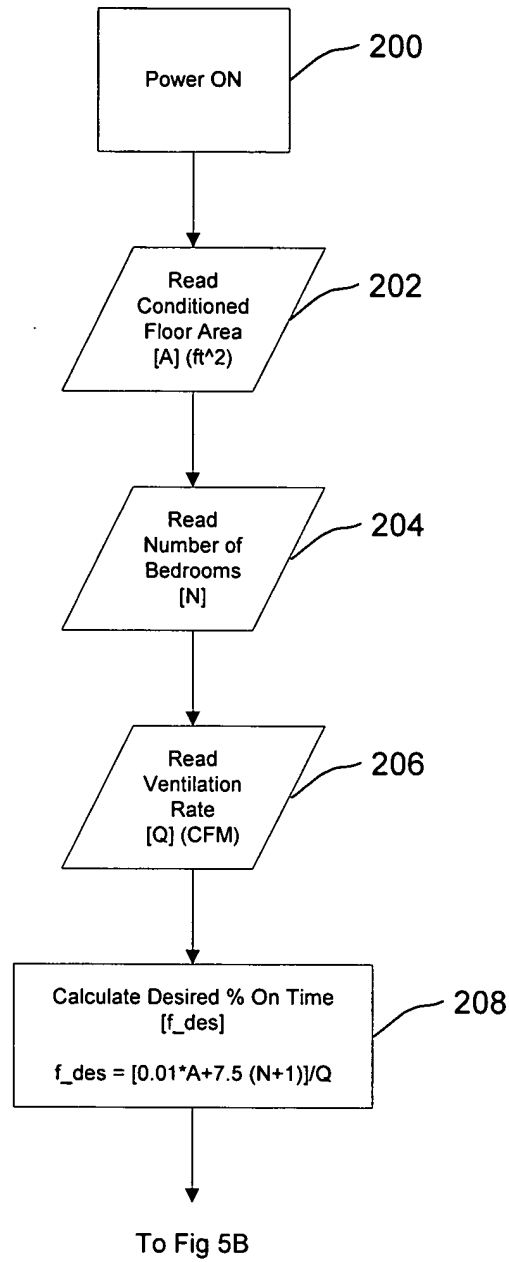 Power ON
200
Read
Conditioned
Floor Area
[A] (ft^2)
202
Read
Number of
Bedrooms
[N]
204
Read
Ventilation
Rate
[Q] (CFM)
206
Calculate Desired % On Time
[f_des]
f_des = [0.01*A+7.5 (N+1)]/Q
208
To Fig 5B